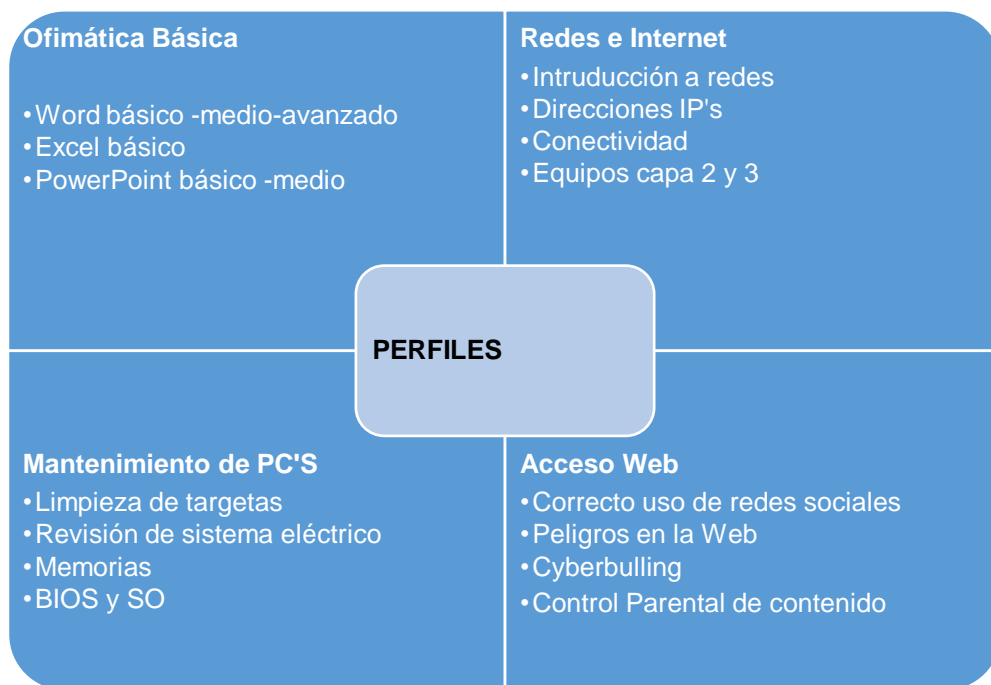 Ofimática Básica
•Word básico -medio-avanzado
•Excel básico
•PowerPoint básico -medio
Redes e Internet
•Intruducción a redes
•Direcciones IP's
•Conectividad
•Equipos capa 2 y 3
PERFILES
Mantenimiento de PC'S
•Limpieza de targetas
•Revisión de sistema eléctrico
•Memorias
•BIOS y SO
Acceso Web
•Correcto uso de redes sociales
•Peligros en la Web
•Cyberbulling
•Control Parental de contenido